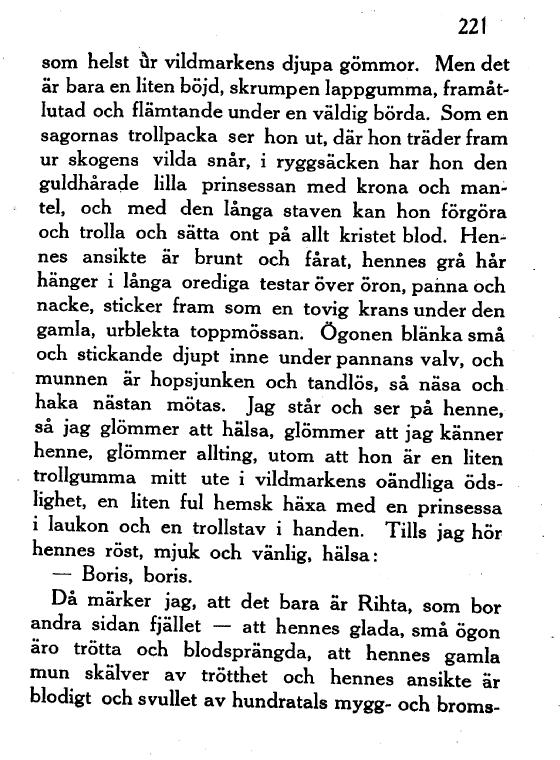 221
som helst ùr vildmarkens djupa gömmor. Men det
är bara en liten böjd, skrumpen lappgumma, framåt-
lutad och flämtande under en väldig börda. Som en
sagornas trollpacka ser hon ut, där hon träder fram
ur skogens vilda snår, i ryggsäcken har hon den
guldhårade lilla prinsessan med krona och man-
tel, och med den långa staven kan hon förgöra
och trolla och sätta ont på allt kristet blod. Hen-
nes ansikte är brunt och fårat, hennes grå hår
hänger i långa orediga testar över öron, panna och
nacke, sticker fram som en tovig krans under den
gamla, urblekta toppmössan. Ögonen blänka små
och stickande djupt inne under pannans valv, och
munnen är hopsjunken och tandlös, så näsa och
haka nästan mötas. Jag står och ser på henne,
så jag glömmer att hälsa, glömmer att jag känner
henne, glömmer allting, utom att hon är en liten
trollgumma mitt ute i vildmarkens oändliga öds-
lighet, en liten ful hemsk häxa med en prinsessa
i laukon och en trollstav i handen. Tills jag hör
hennes röst, mjuk och vänlig, hälsa:
— Boris, boris.
Då märker jag, att det bara är Rihta, som bor
andra sidan fjället — att hennes glada, små ögon
äro trötta och blodsprängda, att hennes gamla
mun skälver av trötthet och hennes ansikte är
blodigt och svullet av hundratals mygg- och broms-